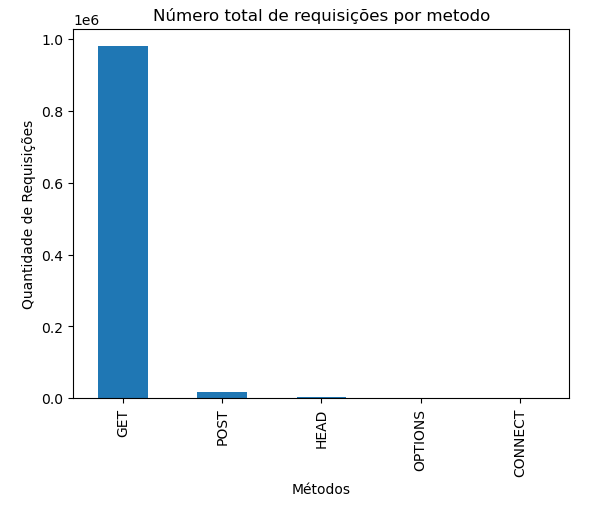 Número total de requisições por metodo
1e6
1.0
0.8
0.6
0.4
0.2
0.0
Quantidade de Requisições
GET
POST
HEAD
OPTIONS
CONNECT
Métodos